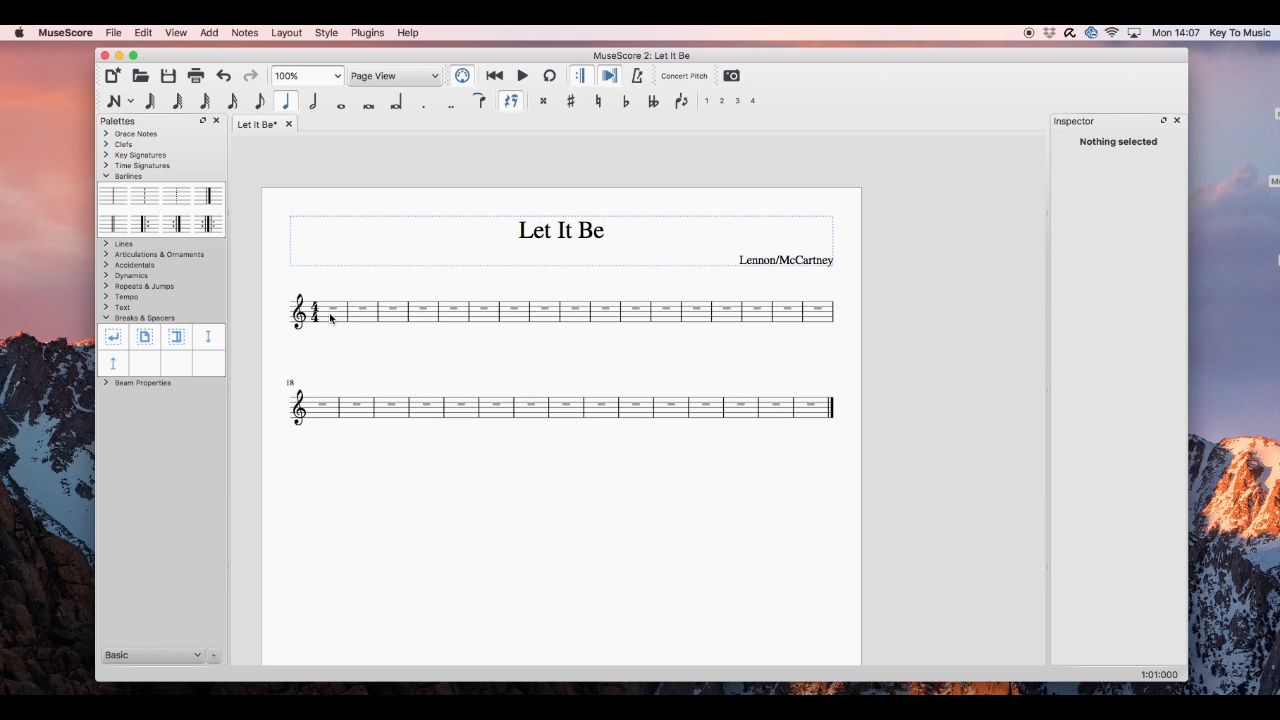 MuseScore File Edit View Add Notes Layout Style Plugins Help Mon 14:07 Key To Music
MuseScore 2: Let It Be
100% Page View Concert Pitch
1 2 3 4
Palettes
Let It Be*
Inspector
Nothing selected
Grace Notes
Clefs
Key Signatures
Time Signatures
Barlines
Lines
Articulations & Ornaments
Accidentals
Dynamics
Repeats & Jumps
Tempo
Text
Breaks & Spacers
Beam Properties
Basic
Let It Be
Lennon/McCartney
4
4
18
1:01:000